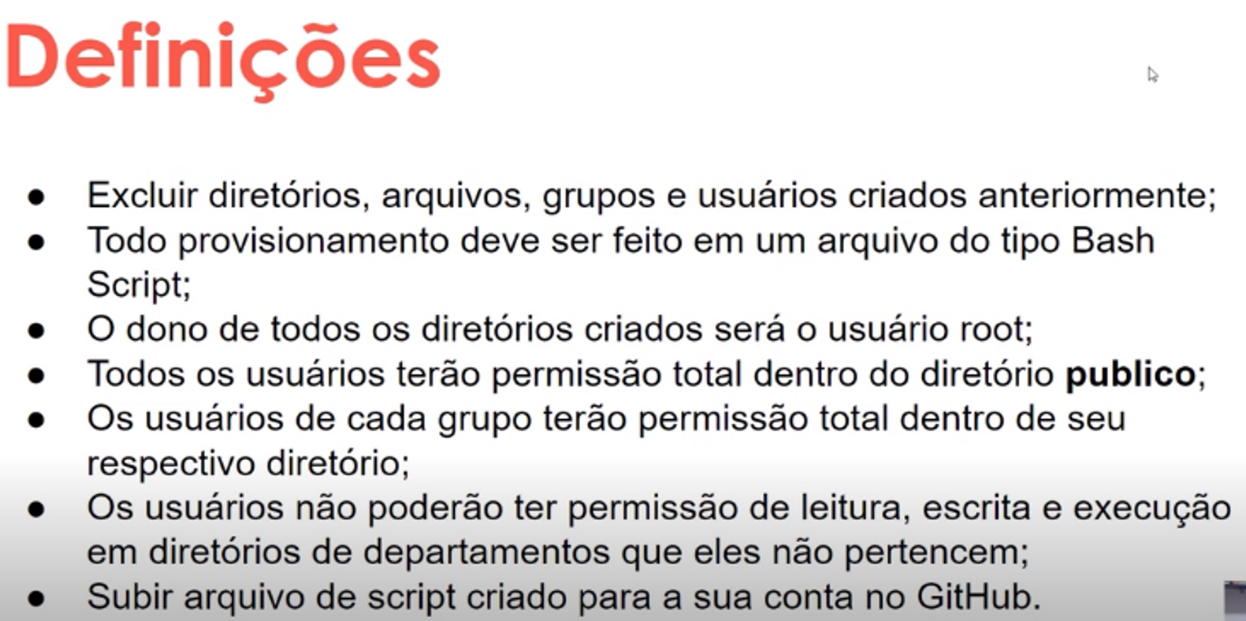 Definições
● Excluir diretórios, arquivos, grupos e usuários criados anteriormente;
● Todo provisionamento deve ser feito em um arquivo do tipo Bash
Script;
● O dono de todos os diretórios criados será o usuário root;
● Todos os usuários terão permissão total dentro do diretório publico;
● Os usuários de cada grupo terão permissão total dentro de seu
respectivo diretório;
● Os usuários não poderão ter permissão de leitura, escrita e execução
em diretórios de departamentos que eles não pertencem;
● Subir arquivo de script criado para a sua conta no GitHub.